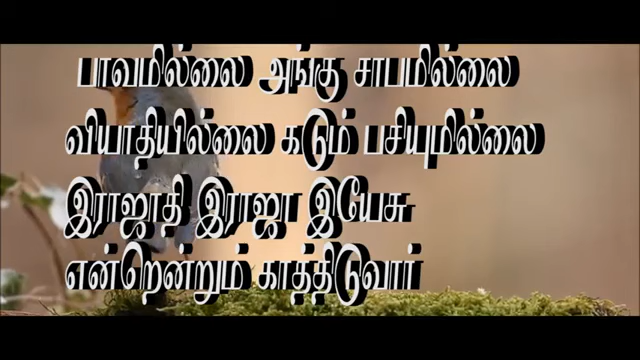 பாவமில்லை அங்கு சாபமில்லை
வியாதியில்லை கடும் பசியுமில்லை
இராஜாதி இராஜா இயேசு
என்றென்றும் காத்திடுவார்